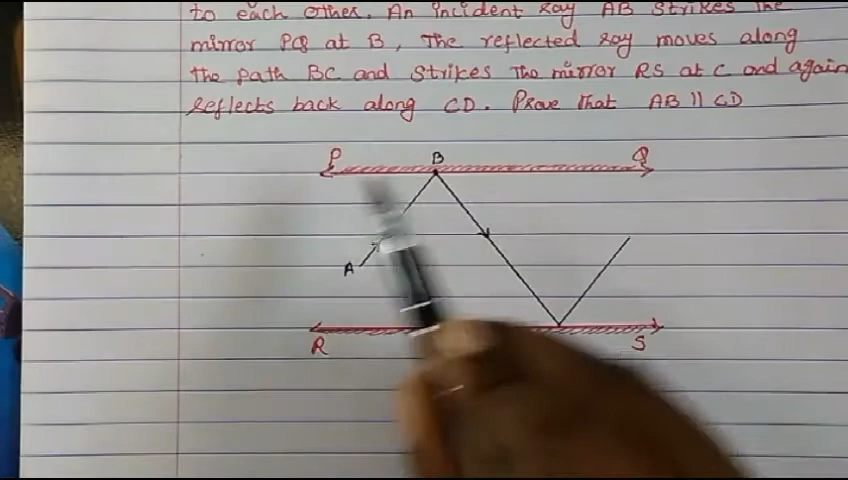 to each other. An incident ray AB strikes the
mirror PQ at B, The reflected ray moves along
the path BC and strikes The mirror RS at C and again
reflects back along CD. Prove that AB || CD
P B Q
A
R S